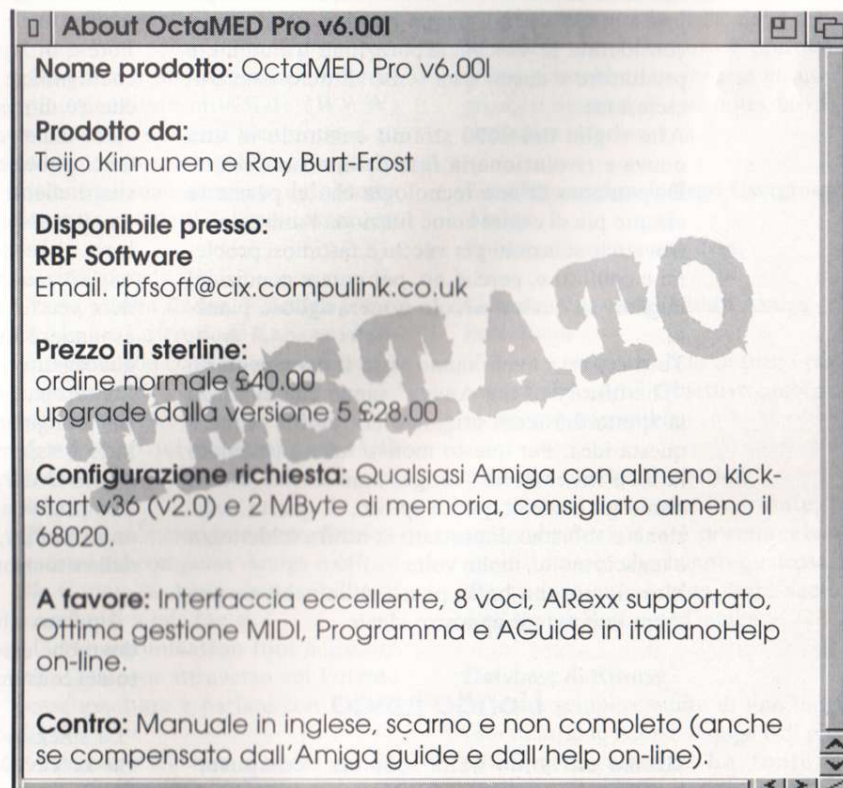 About OctaMED Pro v6.00I
Nome prodotto: OctaMED Pro v6.00I
Prodotto da:
Teijo Kinnunen e Ray Burt-Frost
Disponibile presso:
RBF Software
Email. rbfsoft@cix.compulink.co.uk
Prezzo in sterline:
ordine normale £40.00
upgrade dalla versione 5 £28.00
Configurazione richiesta: Qualsiasi Amiga con almeno kick-
start v36 (v2.0) e 2 MByte di memoria, consigliato almeno il
68020.
A favore: Interfaccia eccellente, 8 voci, ARexx supportato,
Ottima gestione MIDI, Programma e AGuide in italianoHelp
on-line.
Contro: Manuale in inglese, scarno e non completo (anche
se compensato dall'Amiga guide e dall'help on-line).